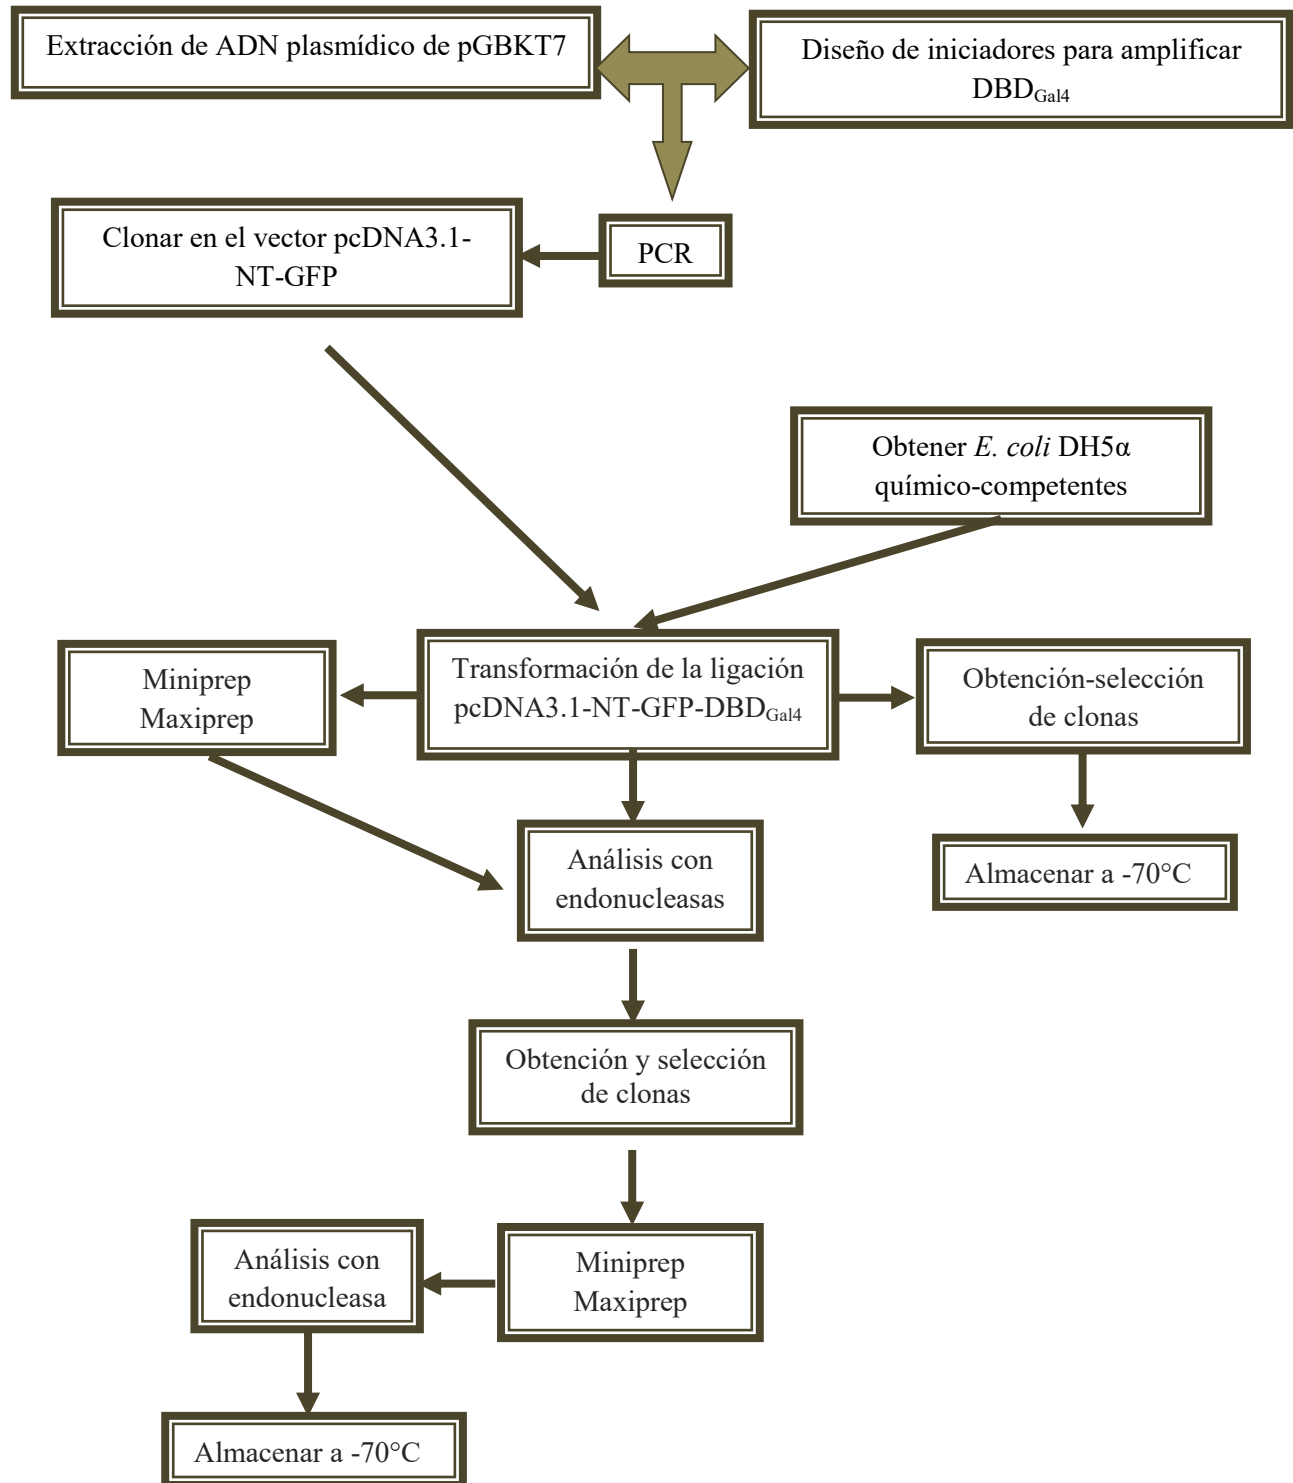 Extracción de ADN plasmídico de pGBKT7
Diseño de iniciadores para amplificar
DBDGal4
Clonar en el vector pcDNA3.1-
NT-GFP
PCR
Obtener E. coli DH5α
químico-competentes
Miniprep
Maxiprep
Transformación de la ligación
pcDNA3.1-NT-GFP-DBDGal4
Obtención-selección
de clonas
Análisis con
endonucleasas
Almacenar a -70°C
Obtención y selección
de clonas
Análisis con
endonucleasa
Miniprep
Maxiprep
Almacenar a -70°C